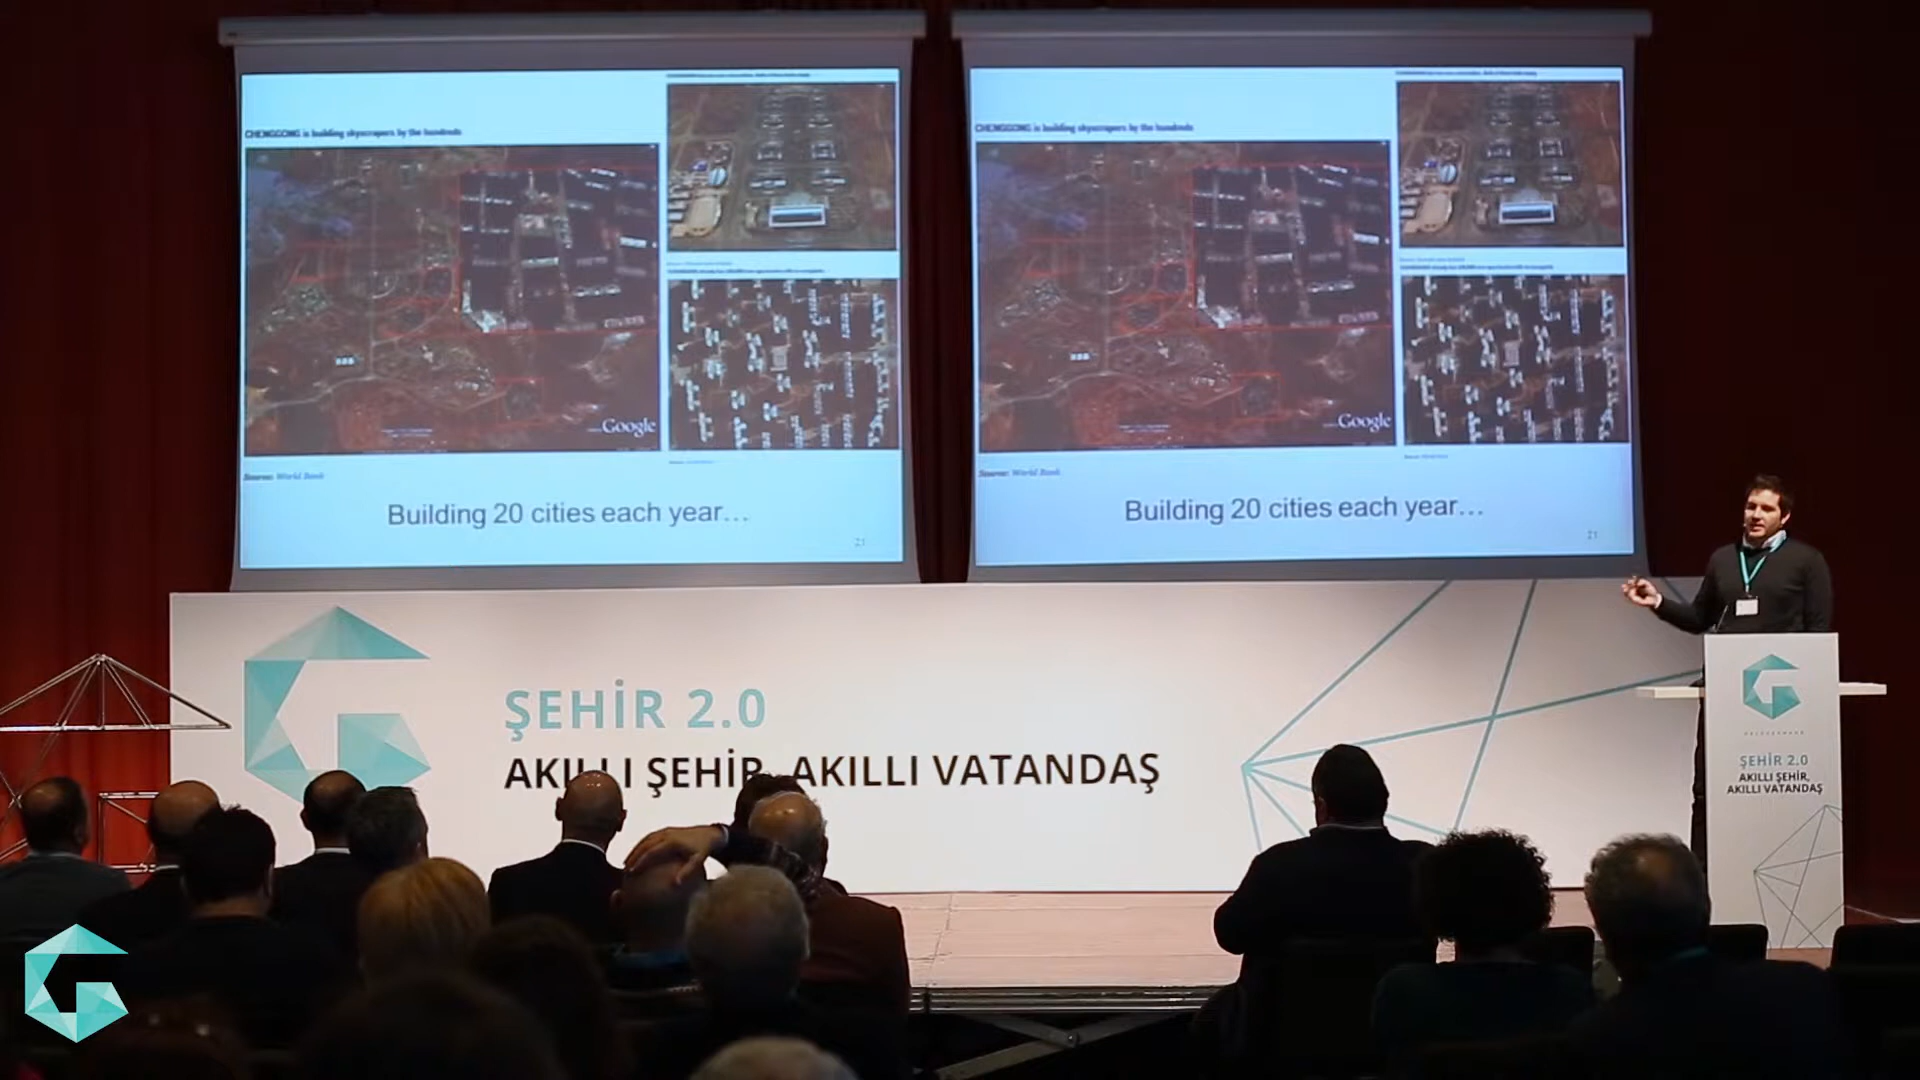 CHENGGONG is building skyscrapers by the hundreds
Google
Source: World Bank
Building 20 cities each year...
21
CHENGGONG is building skyscrapers by the hundreds
Google
Source: World Bank
Building 20 cities each year...
21
ŞEHİR 2.0
AKILLI ŞEHİR, AKILLI VATANDAŞ
ŞEHİR 2.0
AKILLI ŞEHİR,
AKILLI VATANDAŞ